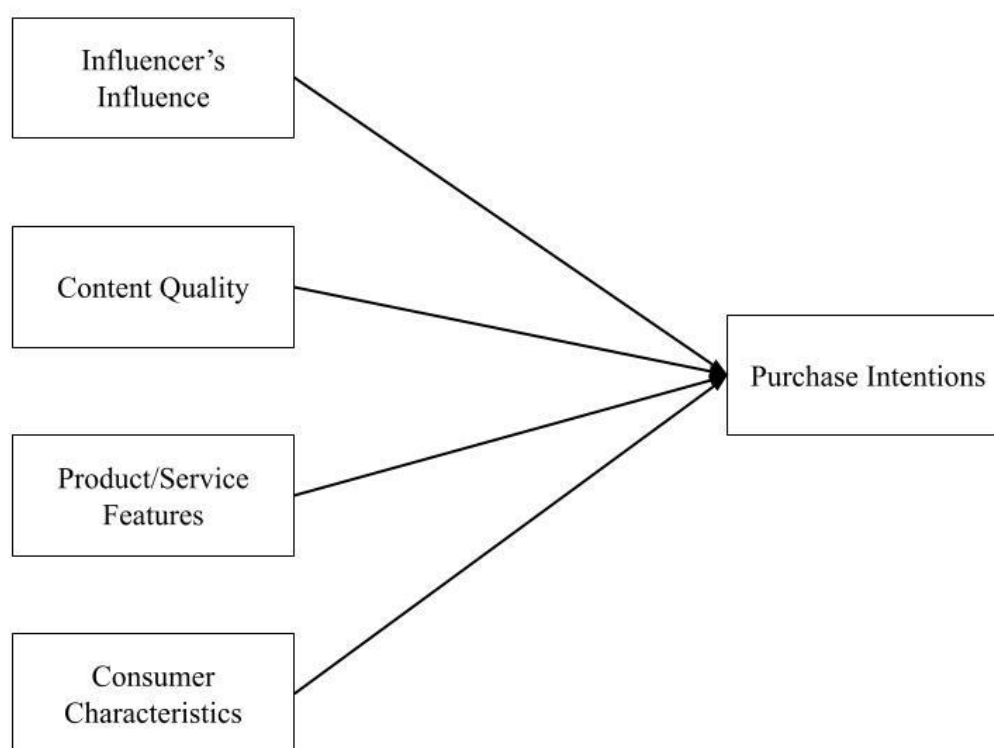 Influencer’s
Influence
Content Quality
Purchase Intentions
Product/Service
Features
Consumer
Characteristics